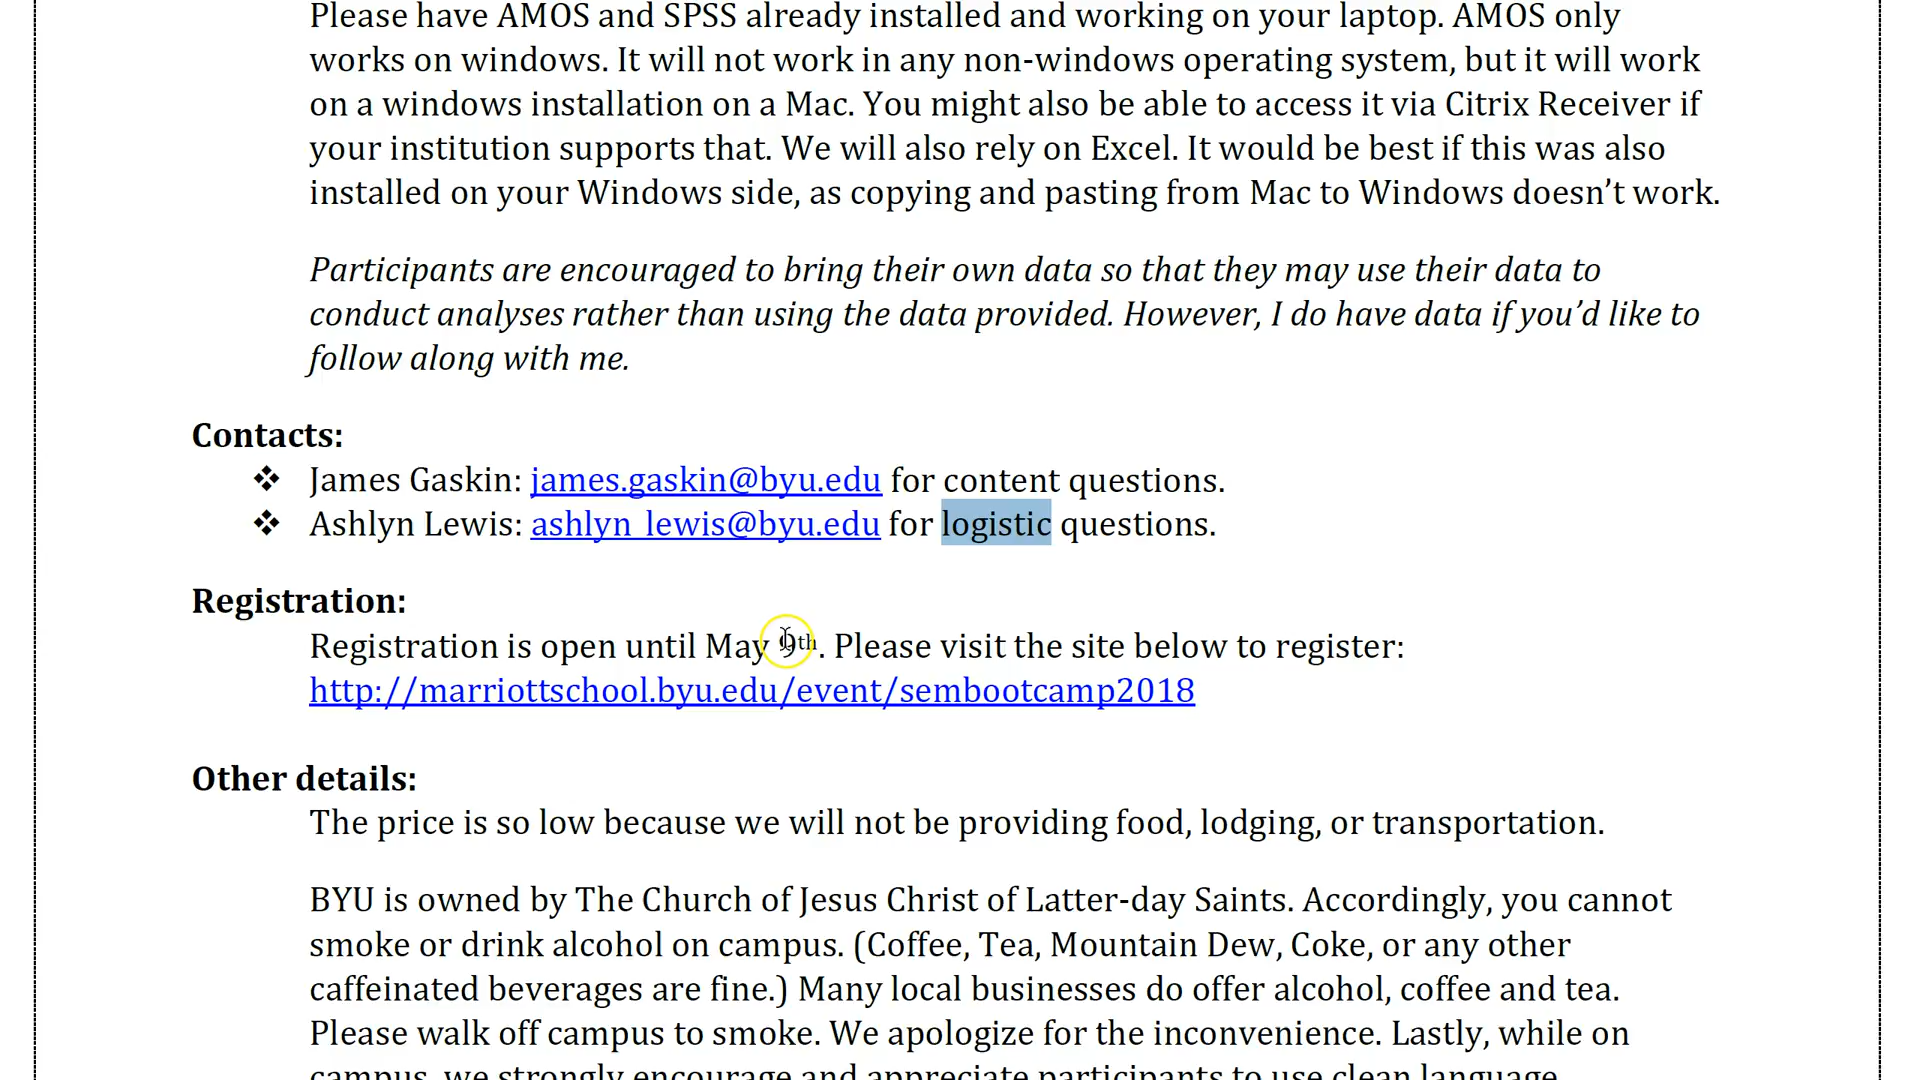 Please have AMOS and SPSS already installed and working on your laptop. AMOS only
works on windows. It will not work in any non-windows operating system, but it will work
on a windows installation on a Mac. You might also be able to access it via Citrix Receiver if
your institution supports that. We will also rely on Excel. It would be best if this was also
installed on your Windows side, as copying and pasting from Mac to Windows doesn’t work.
Participants are encouraged to bring their own data so that they may use their data to
conduct analyses rather than using the data provided. However, I do have data if you’d like to
follow along with me.
Contacts:
❖ James Gaskin: james.gaskin@byu.edu for content questions.
❖ Ashlyn Lewis: ashlyn_lewis@byu.edu for logistic questions.
Registration:
Registration is open until May 9th. Please visit the site below to register:
http://marriottschool.byu.edu/event/sembootcamp2018
Other details:
The price is so low because we will not be providing food, lodging, or transportation.
BYU is owned by The Church of Jesus Christ of Latter-day Saints. Accordingly, you cannot
smoke or drink alcohol on campus. (Coffee, Tea, Mountain Dew, Coke, or any other
caffeinated beverages are fine.) Many local businesses do offer alcohol, coffee and tea.
Please walk off campus to smoke. We apologize for the inconvenience. Lastly, while on
campus, we strongly encourage and appreciate participants to use clean language.